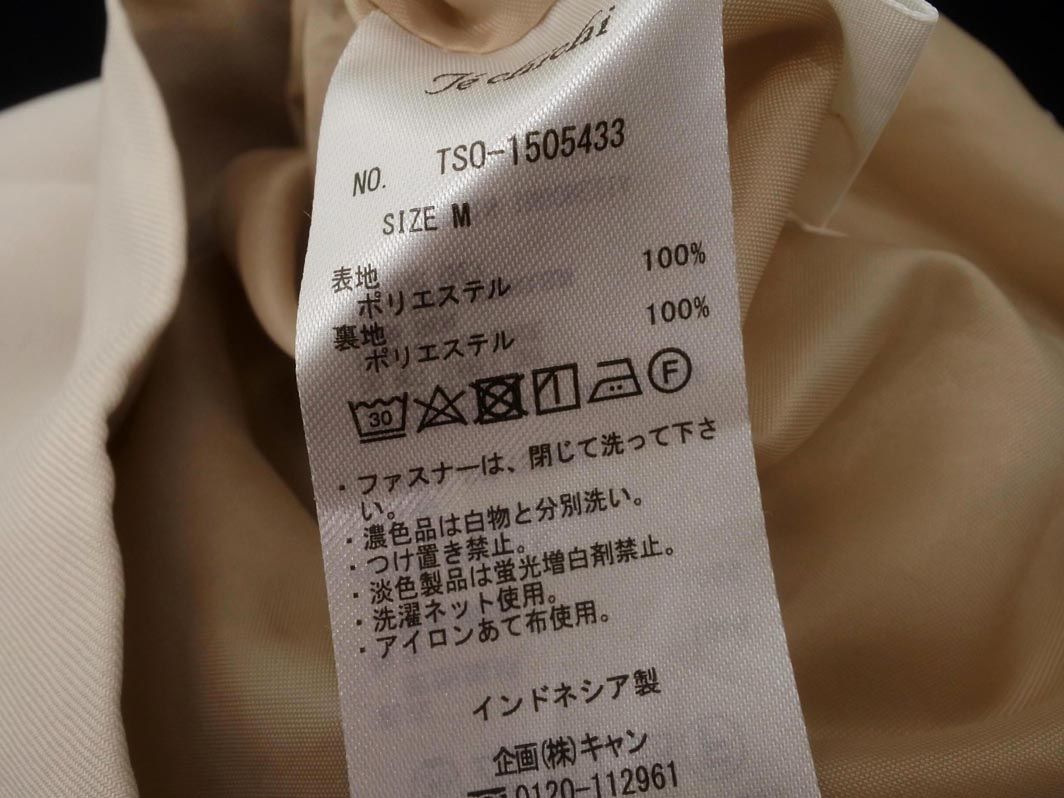 Té chichi
NO. TSO-1505433
SIZE M
表地
ポリエステル 100%
裏地
ポリエステル 100%
30 F
・ファスナーは、閉じて洗って下さ
い。
・濃色品は白物と分別洗い。
・つけ置き禁止。
・淡色製品は蛍光増白剤禁止。
・洗濯ネット使用。
・アイロンあて布使用。
インドネシア製
企画(株)キャン
0120-112961